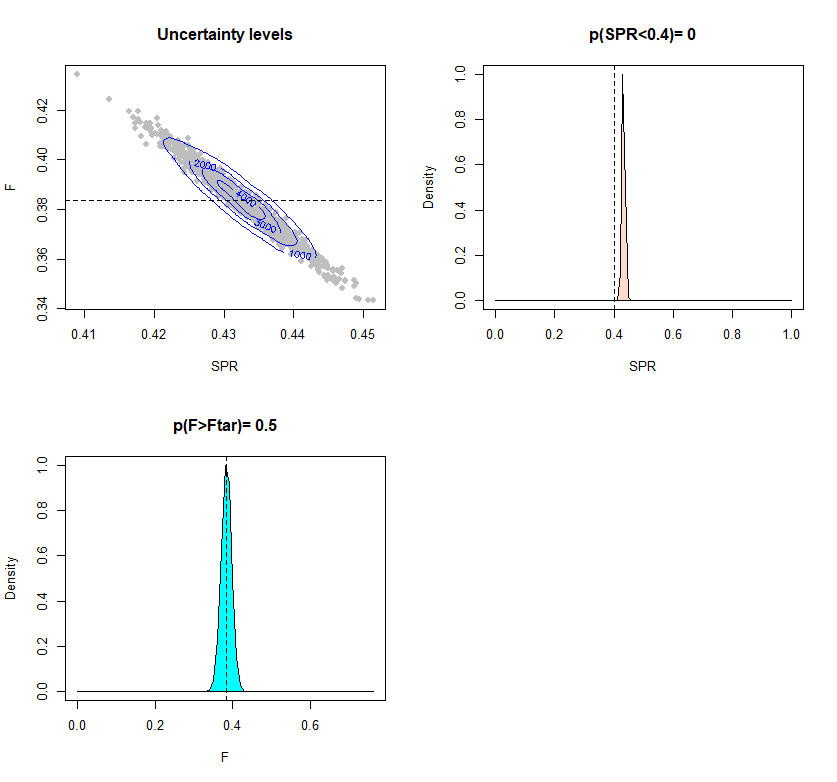 Uncertainty levels
F
0.34 0.36 0.38 0.40 0.42
2000
4000
3000
1000
0.41 0.42 0.43 0.44 0.45
SPR
p(SPR<0.4)= 0
Density
0.0 0.2 0.4 0.6 0.8 1.0
0.0 0.2 0.4 0.6 0.8 1.0
SPR
p(F>Ftar)= 0.5
Density
0.0 0.2 0.4 0.6 0.8 1.0
0.0 0.2 0.4 0.6
F